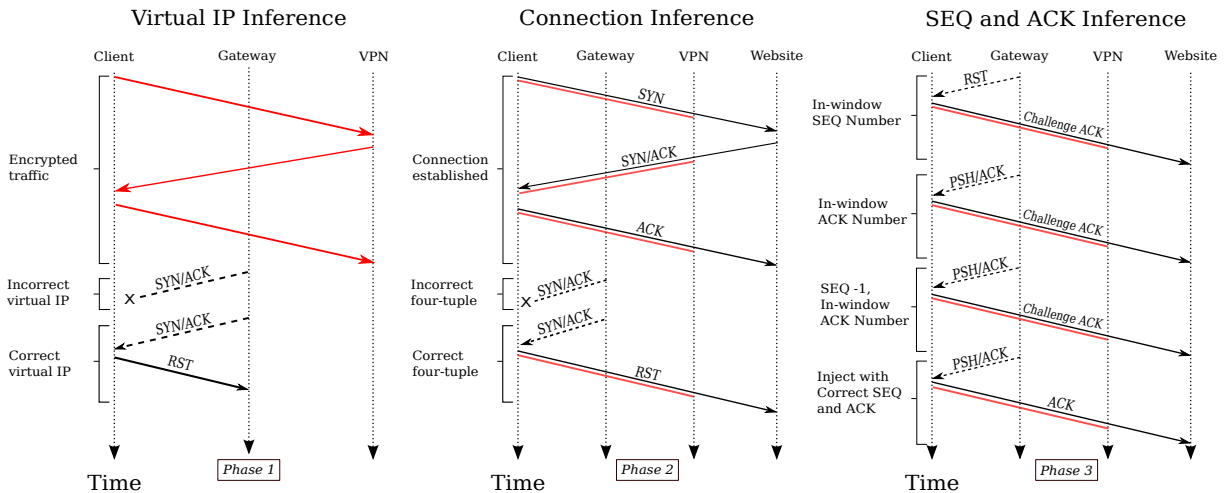 Virtual IP Inference
Client
Gateway
VPN
Encrypted
traffic
Incorrect
virtual IP
SYN/ACK
x
Correct
virtual IP
SYN/ACK
RST
Phase 1
Time
Connection Inference
Client
Gateway
VPN
Website
SYN
Connection
established
SYN/ACK
ACK
Incorrect
four-tuple
SYN/ACK
x
Correct
four-tuple
SYN/ACK
RST
Phase 2
Time
SEQ and ACK Inference
Client
Gateway
VPN
Website
In-window
SEQ Number
RST
Challenge ACK
In-window
ACK Number
PSH/ACK
Challenge ACK
SEQ -1,
In-window
ACK Number
PSH/ACK
Challenge ACK
Inject with
Correct SEQ
and ACK
PSH/ACK
ACK
Phase 3
Time